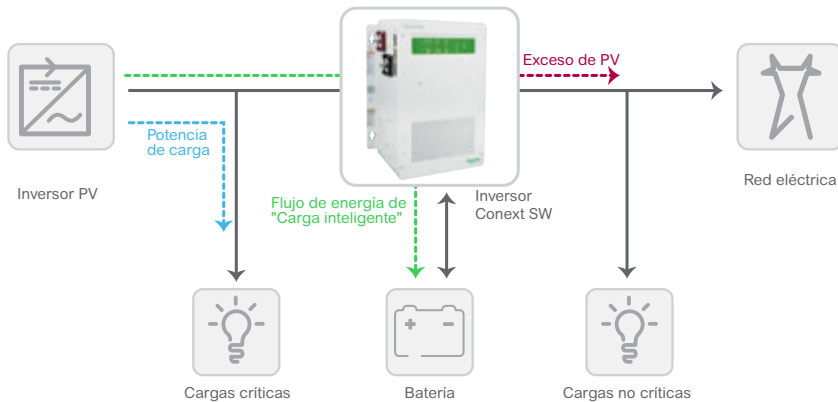 Exceso de PV
Potencia
de carga
Inversor PV
Flujo de energía de
"Carga inteligente"
Inversor
Conext SW
Red eléctrica
+ -
Cargas críticas
Batería
Cargas no críticas